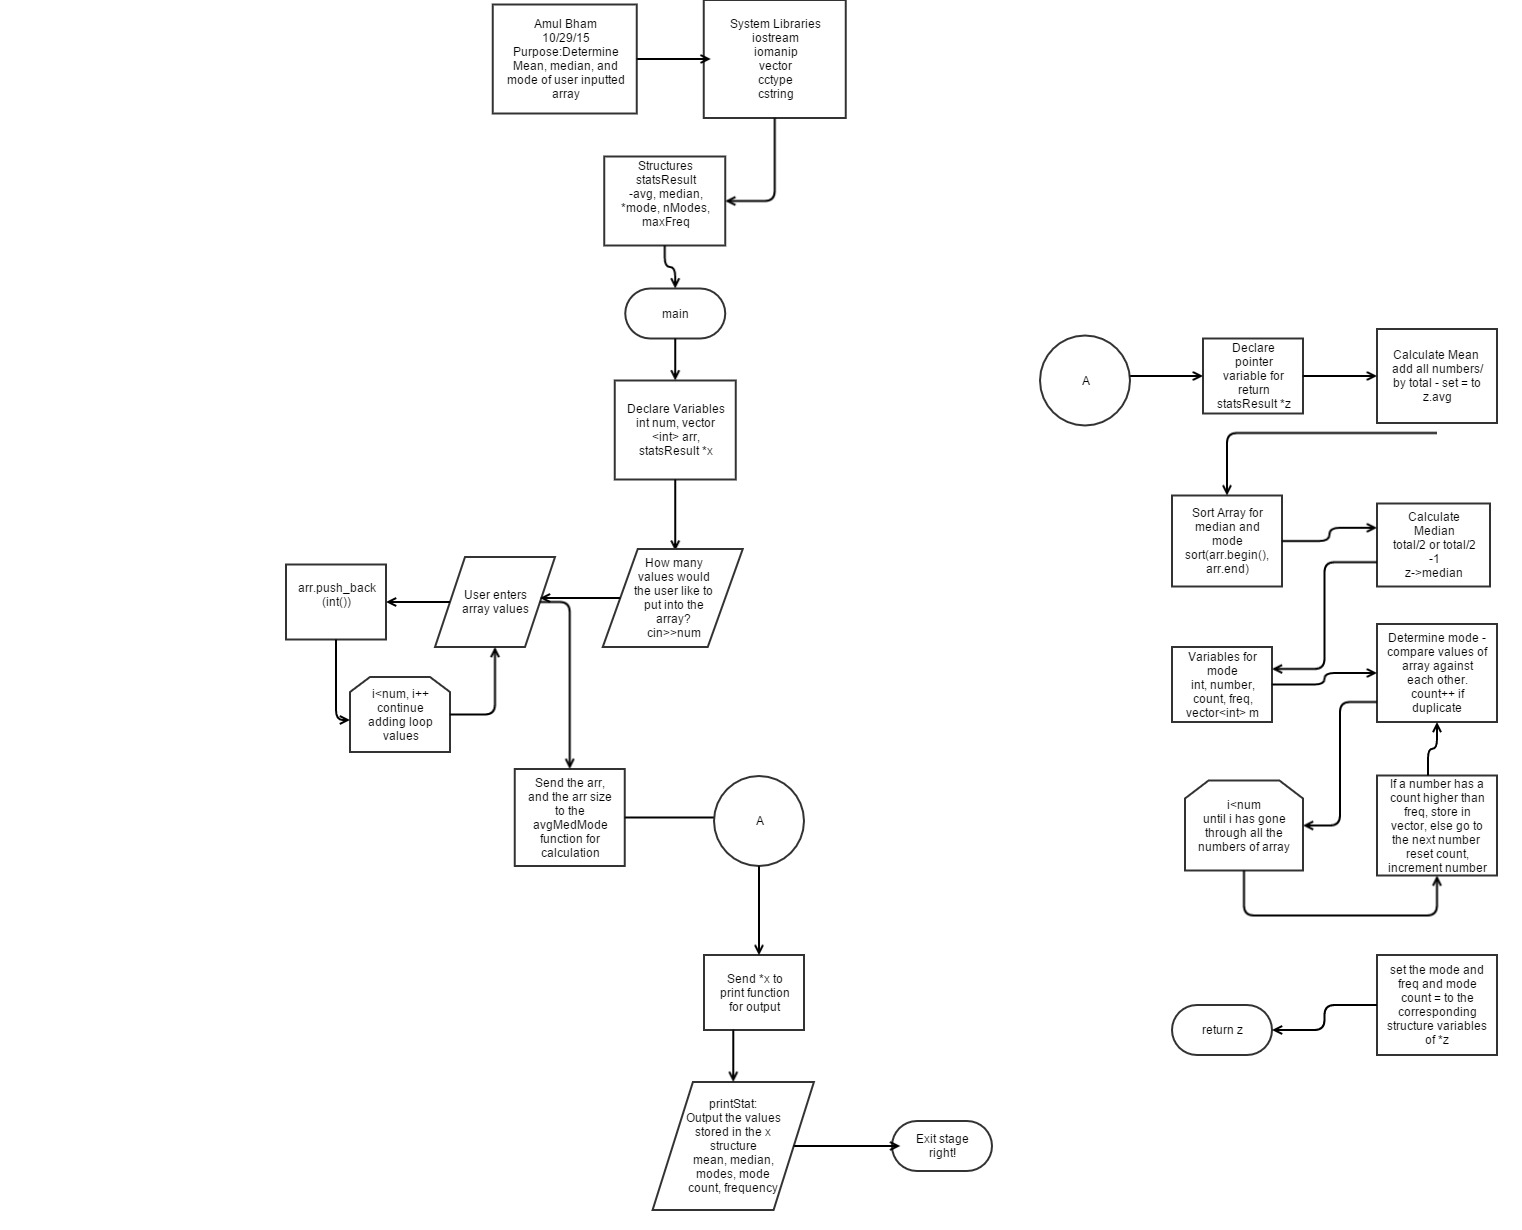 Amul Bham
10/29/15
Purpose:Determine
Mean, median, and
mode of user inputted
array
System Libraries
iostream
iomanip
vector
cctype
cstring
Structures
statsResult
-avg, median,
*mode, nModes,
maxFreq
main
Declare Variables
int num, vector
<int> arr,
statsResult *x
How many
values would
the user like to
put into the
array?
cin>>num
User enters
array values
arr.push_back
(int())
i<num, i++
continue
adding loop
values
Send the arr,
and the arr size
to the
avgMedMode
function for
calculation
A
Send *x to
print function
for output
printStat:
Output the values
stored in the x
structure
mean, median,
modes, mode
count, frequency
Exit stage
right!
A
Declare
pointer
variable for
return
statsResult *z
Calculate Mean
add all numbers/
by total - set = to
z.avg
Sort Array for
median and
mode
sort(arr.begin(),
arr.end)
Calculate
Median
total/2 or total/2
-1
z->median
Variables for
mode
int, number,
count, freq,
vector<int> m
Determine mode -
compare values of
array against
each other.
count++ if
duplicate
i<num
until i has gone
through all the
numbers of array
If a number has a
count higher than
freq, store in
vector, else go to
the next number
reset count,
increment number
set the mode and
freq and mode
count = to the
corresponding
structure variables
of *z
return z